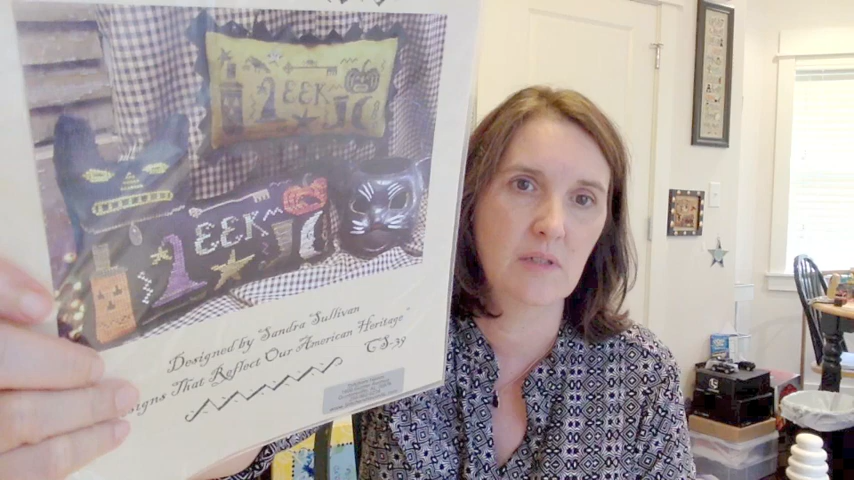 EEK
EEK
Designed by Sandra Sullivan
"Designs That Reflect Our American Heritage"
CS-39